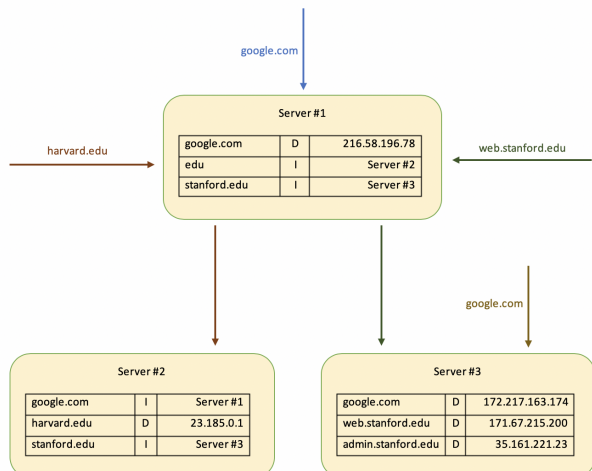 google.com
Server #1
google.com D 216.58.196.78
harvard.edu
web.stanford.edu
edu I Server #2
stanford.edu I Server #3
google.com
Server #2
Server #3
google.com I Server #1
harvard.edu D 23.185.0.1
stanford.edu I Server #3
google.com D 172.217.163.174
web.stanford.edu D 171.67.215.200
admin.stanford.edu D 35.161.221.23